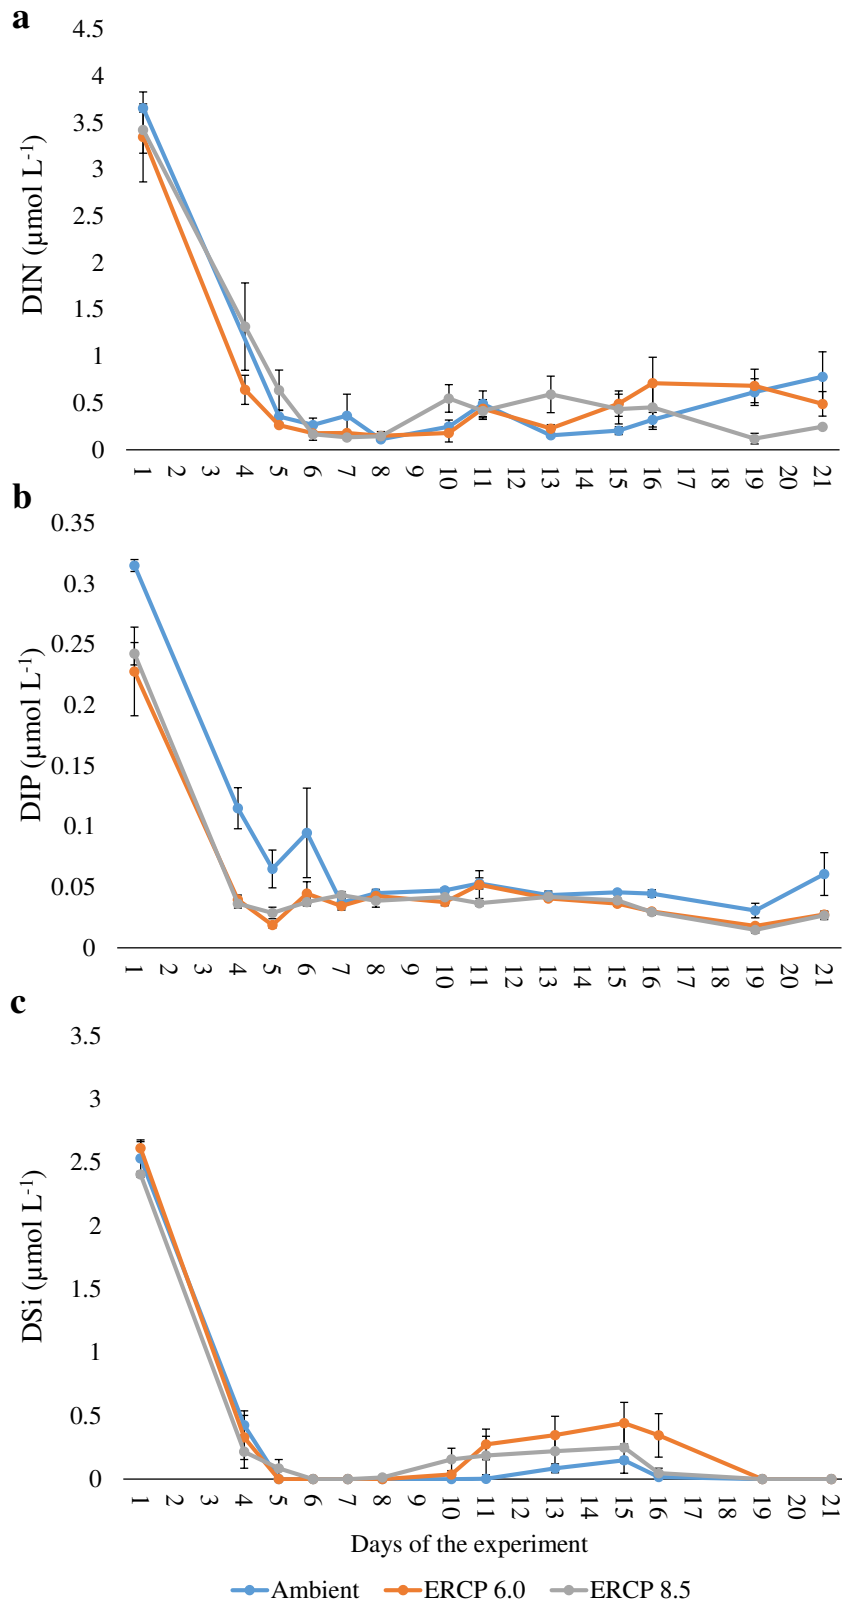 a
4.5
4
3.5
3
2.5
2
1.5
1
0.5
0
DIN (µmol L-1)
1 2 3 4 5 6 7 8 9 10 11 12 13 14 15 16 17 18 19 20 21
b
0.35
0.3
0.25
0.2
0.15
0.1
0.05
0
DIP (µmol L-1)
1 2 3 4 5 6 7 8 9 10 11 12 13 14 15 16 17 18 19 20 21
c
3.5
3
2.5
2
1.5
1
0.5
0
DSi (µmol L-1)
1 2 3 4 5 6 7 8 9 10 11 12 13 14 15 16 17 18 19 20 21
Days of the experiment
Ambient ERCP 6.0 ERCP 8.5